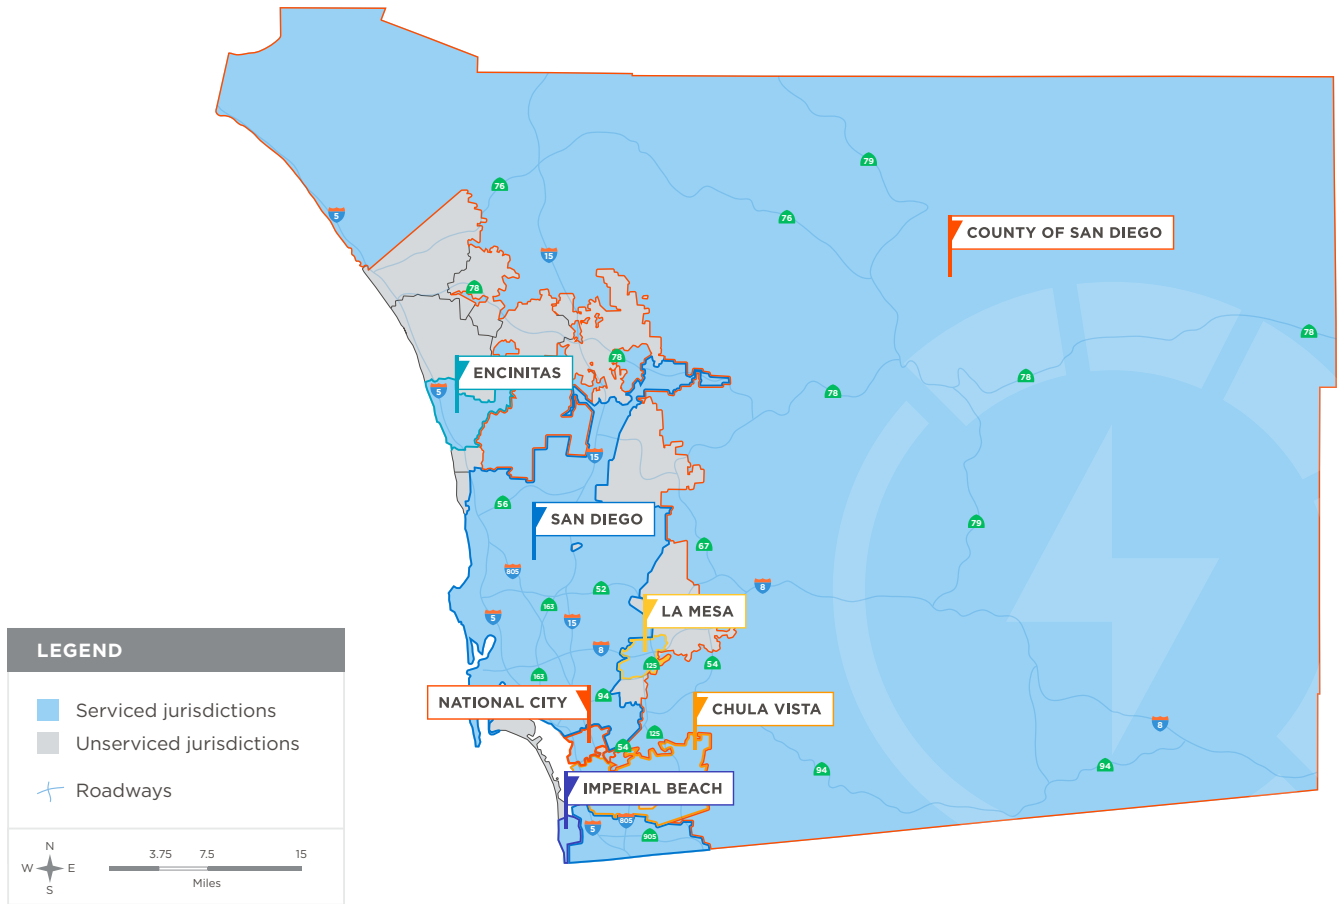 79
76
5
76
COUNTY OF SAN DIEGO
15
78
78
78
78
ENCINITAS
78
5
15
56
SAN DIEGO
79
67
805
52
8
163
LA MESA
5
15
8
125
54
163
94
NATIONAL CITY
CHULA VISTA
8
125
54
94
94
IMPERIAL BEACH
805
5
905
LEGEND
Serviced jurisdictions
Unserviced jurisdictions
Roadways
N
W E
S
3.75 7.5 15
Miles